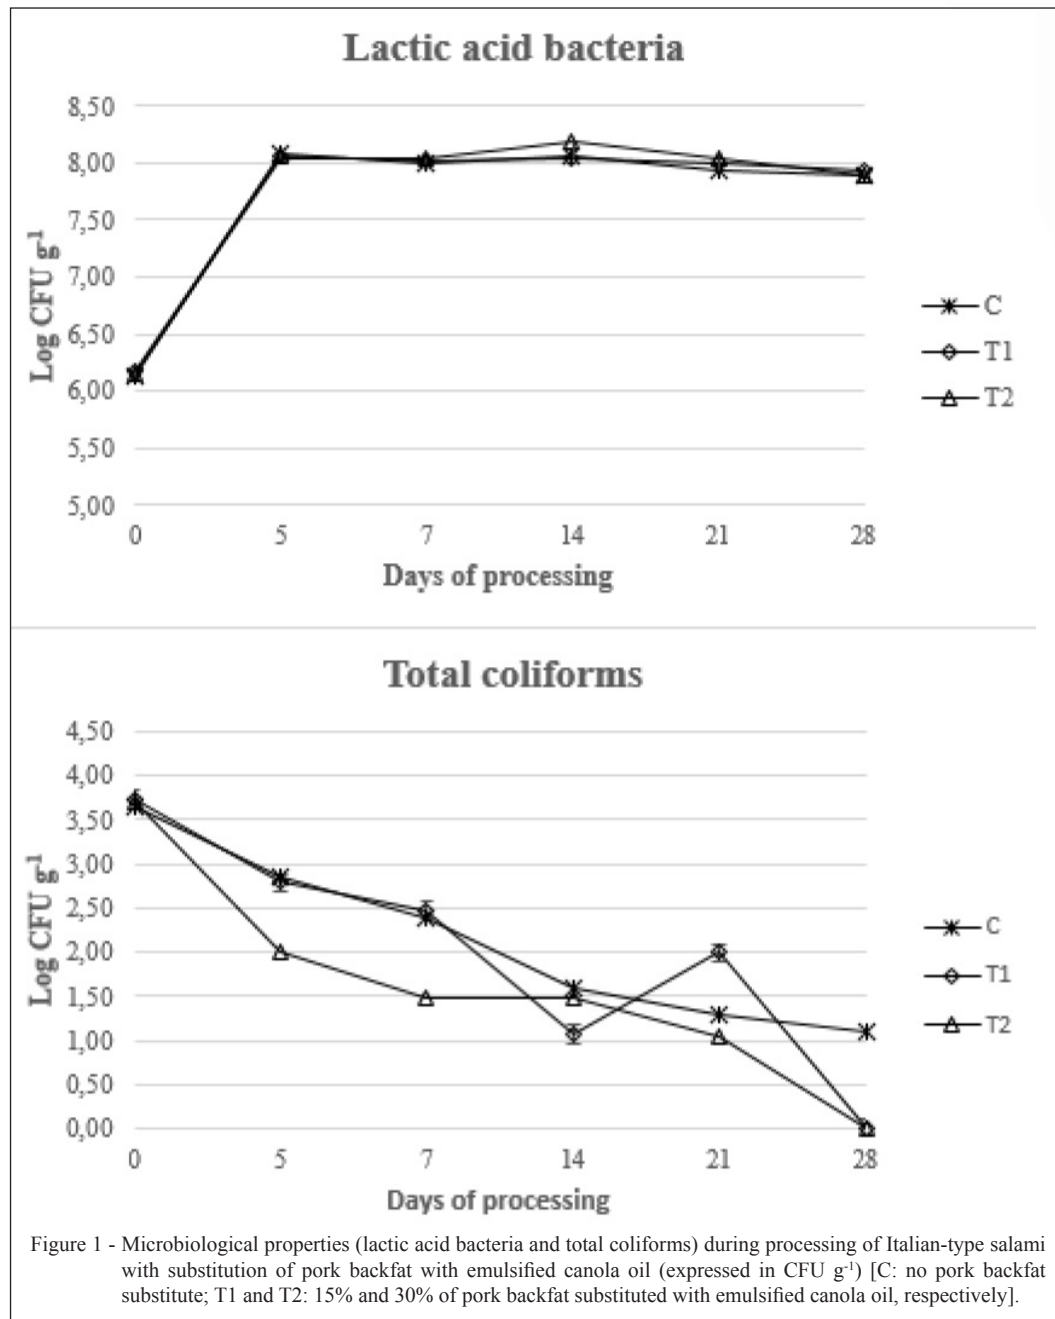 Lactic acid bacteria
8,50
8,00
7,50
7,00
6,50
6,00
5,50
5,00
Log CFU g-1
0 5 7 14 21 28
Days of processing
C
T1
T2
Total coliforms
4,50
4,00
3,50
3,00
2,50
2,00
1,50
1,00
0,50
0,00
Log CFU g-1
0 5 7 14 21 28
Days of processing
C
T1
T2
Figure 1 - Microbiological properties (lactic acid bacteria and total coliforms) during processing of Italian-type salami
with substitution of pork backfat with emulsified canola oil (expressed in CFU g-1) [C: no pork backfat
substitute; T1 and T2: 15% and 30% of pork backfat substituted with emulsified canola oil, respectively].